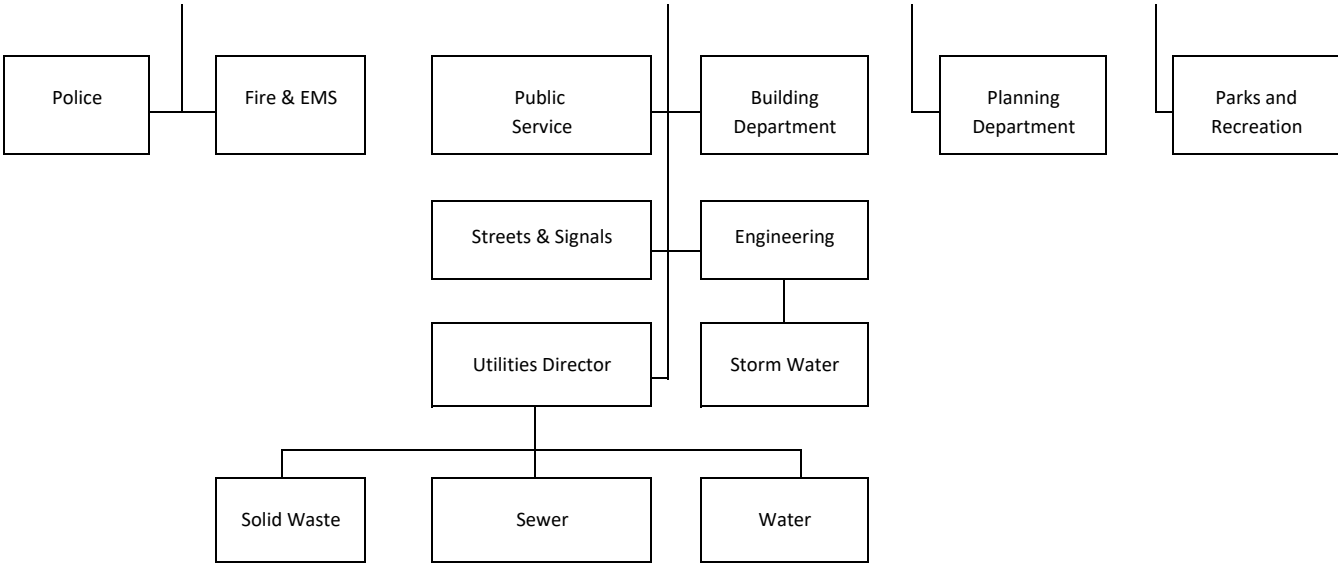 Police
Fire & EMS
Public
Service
Building
Department
Planning
Department
Parks and
Recreation
Streets & Signals
Engineering
Utilities Director
Storm Water
Solid Waste
Sewer
Water